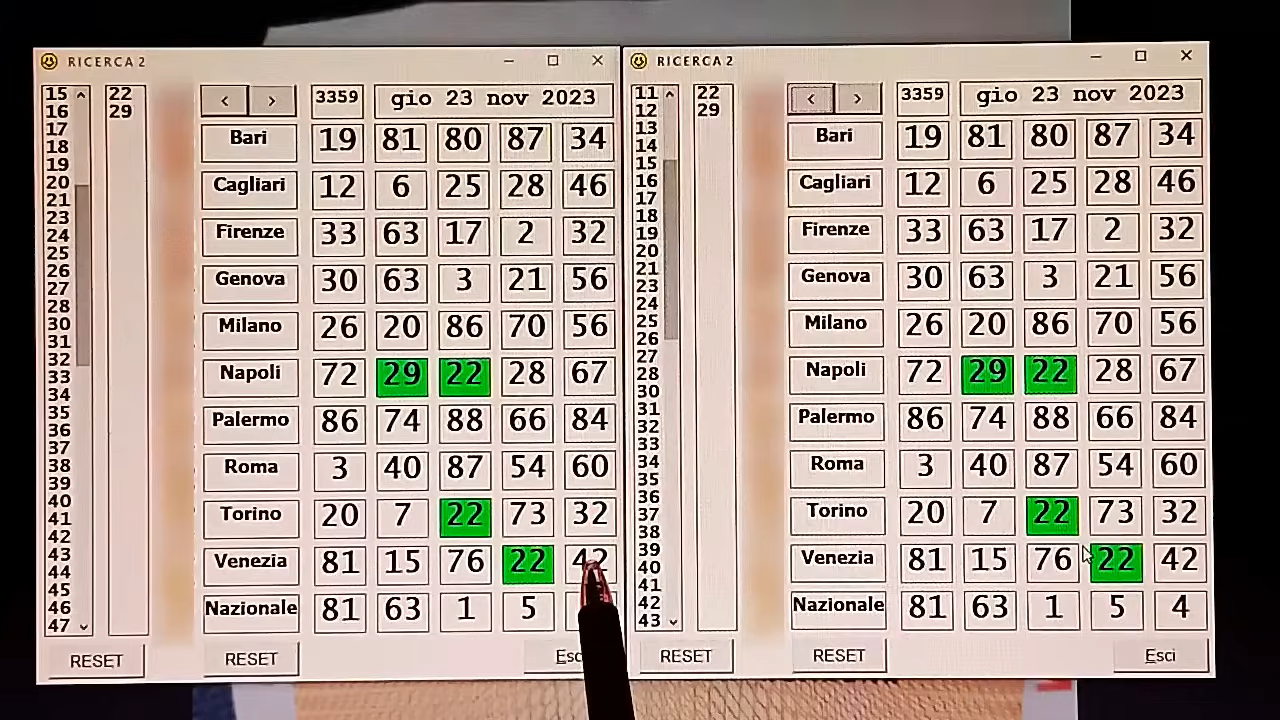 RICERCA 2
15 22
16 29
17
18
19
20
21
23
24
25
26
27
28
30
31
32
33
34
35
36
37
38
39
40
41
42
43
44
45
46
47
< > 3359 gio 23 nov 2023
Bari 19 81 80 87 34
Cagliari 12 6 25 28 46
Firenze 33 63 17 2 32
Genova 30 63 3 21 56
Milano 26 20 86 70 56
Napoli 72 29 22 28 67
Palermo 86 74 88 66 84
Roma 3 40 87 54 60
Torino 20 7 22 73 32
Venezia 81 15 76 22 42
Nazionale 81 63 1 5
RESET RESET Esci
RICERCA 2
11 22
12 29
13
14
15
16
17
18
19
20
21
23
24
25
26
27
28
30
31
32
33
34
35
36
37
38
39
40
41
42
43
< > 3359 gio 23 nov 2023
Bari 19 81 80 87 34
Cagliari 12 6 25 28 46
Firenze 33 63 17 2 32
Genova 30 63 3 21 56
Milano 26 20 86 70 56
Napoli 72 29 22 28 67
Palermo 86 74 88 66 84
Roma 3 40 87 54 60
Torino 20 7 22 73 32
Venezia 81 15 76 22 42
Nazionale 81 63 1 5 4
RESET RESET Esci